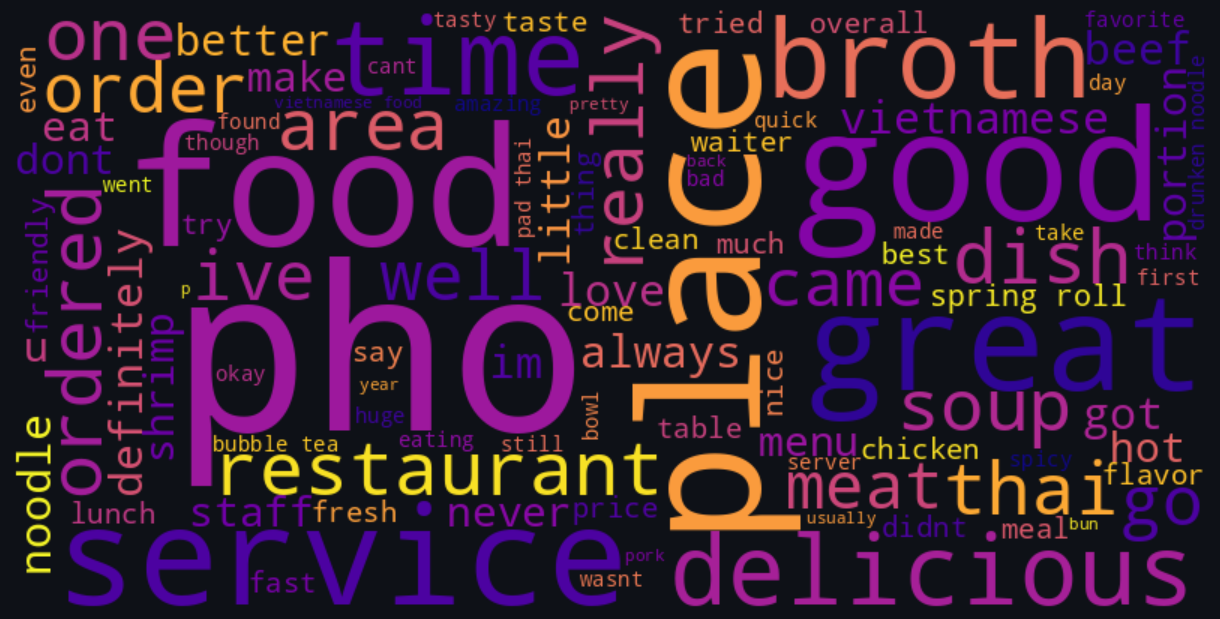 one
better
time
tasty
taste
really
tried
overall
favorite
broth
beef
even
order
make
cant
vietnamese food
amazing
pretty
place
day
portion
drunken noodle
eat
found
though
area
little
quick
vietnamese
waiter
good
dont
went
food
pad thai
thing
back
bad
friendly
ordered
definitely
try
clean
much
made
take
best
dish
think
first
p
ive
well
love
come
came
spring roll
u
shrimp
pho
okay
say
year
huge
im
always
nice
great
bowl
soup
got
noodle
bubble tea
eating
still
table
menu
chicken
hot
restaurant
server
meat
spicy
thai
flavor
lunch
staff
fresh
never
price
usually
didnt
meal
bun
go
service
fast
pork
wasnt
delicious